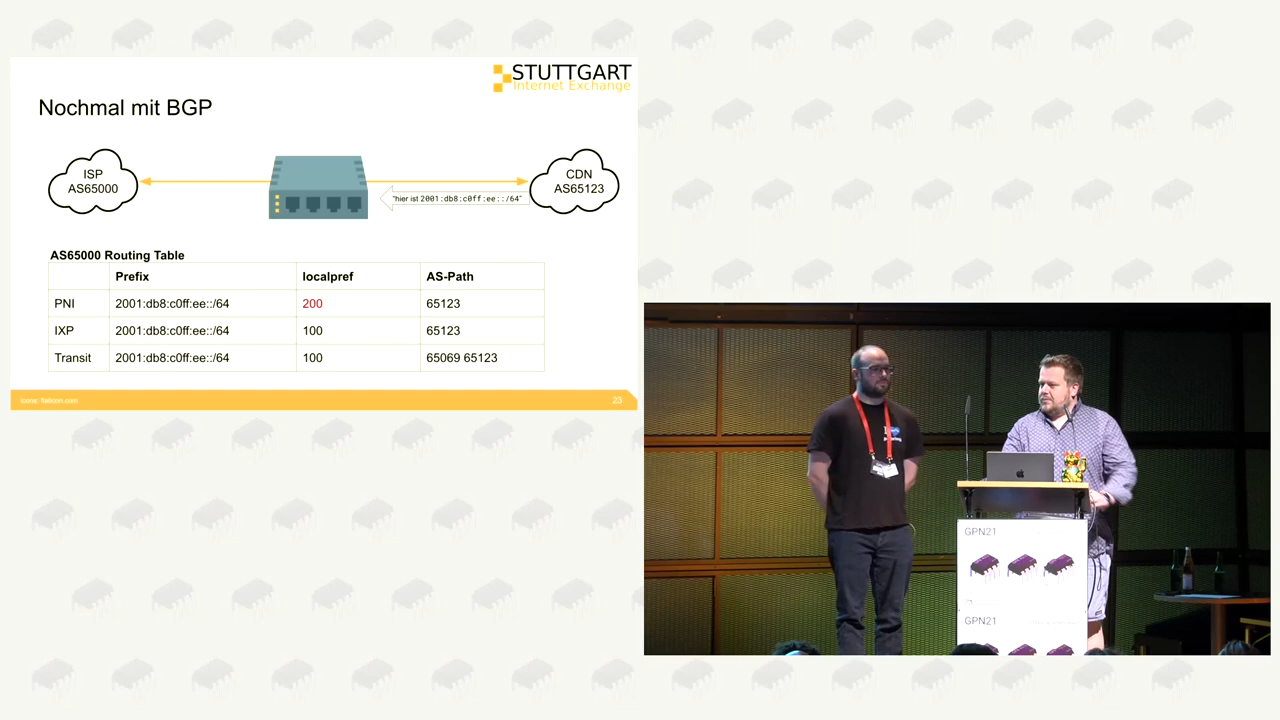 STUTTGART
Internet Exchange
Nochmal mit BGP
ISP
AS65000
CDN
AS65123
"hier ist 2001:db8:c0ff:ee::/64"
AS65000 Routing Table
Prefix localpref AS-Path
PNI 2001:db8:c0ff:ee::/64 200 65123
IXP 2001:db8:c0ff:ee::/64 100 65123
Transit 2001:db8:c0ff:ee::/64 100 65069 65123
Icons: flaticon.com
23
GPN21
GPN21